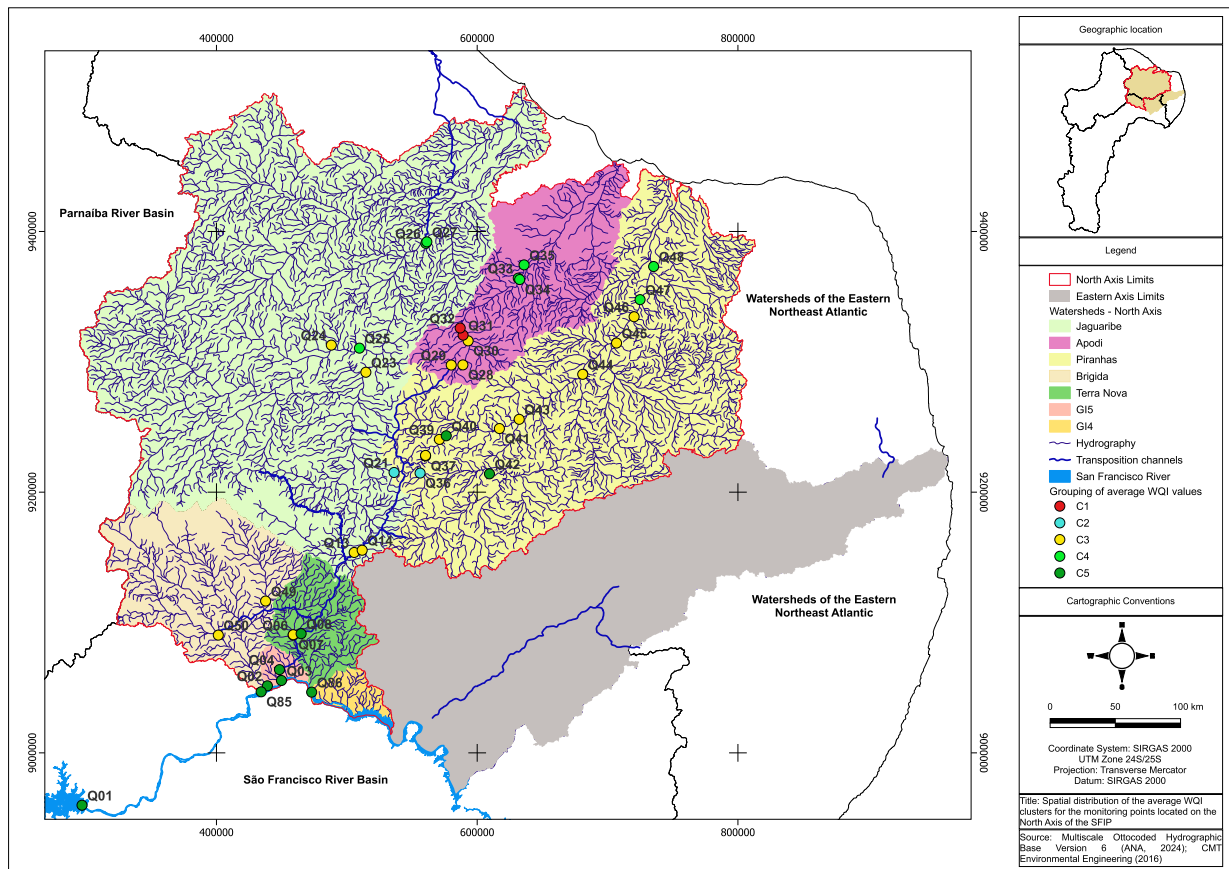 400000
600000
800000
9400000
9400000
9200000
9200000
9000000
9000000
400000
600000
800000
Parnaíba River Basin
Watersheds of the Eastern
Northeast Atlantic
Watersheds of the Eastern
Northeast Atlantic
São Francisco River Basin
Q26
Q27
Q35
Q33
Q34
Q48
Q47
Q46
Q45
Q44
Q32
Q31
Q30
Q29
Q28
Q24
Q25
Q23
Q43
Q41
Q39
Q40
Q42
Q37
Q36
Q21
Q14
Q49
Q50
Q08
Q07
Q04
Q03
Q02
Q85
Q86
Q01
Geographic location
Legend
North Axis Limits
Eastern Axis Limits
Watersheds - North Axis
Jaguaribe
Apodi
Piranhas
Brigida
Terra Nova
GI5
GI4
Hydrography
Transposition channels
San Francisco River
Grouping of average WQI values
C1
C2
C3
C4
C5
Cartographic Conventions
0 50 100 km
Coordinate System: SIRGAS 2000
UTM Zone 24S/25S
Projection: Transverse Mercator
Datum: SIRGAS 2000
Title: Spatial distribution of the average WQI
clusters for the monitoring points located on the
North Axis of the SFIP
Source: Multiscale Ottocoded Hydrographic
Base Version 6 (ANA, 2024); CMT
Environmental Engineering (2016)